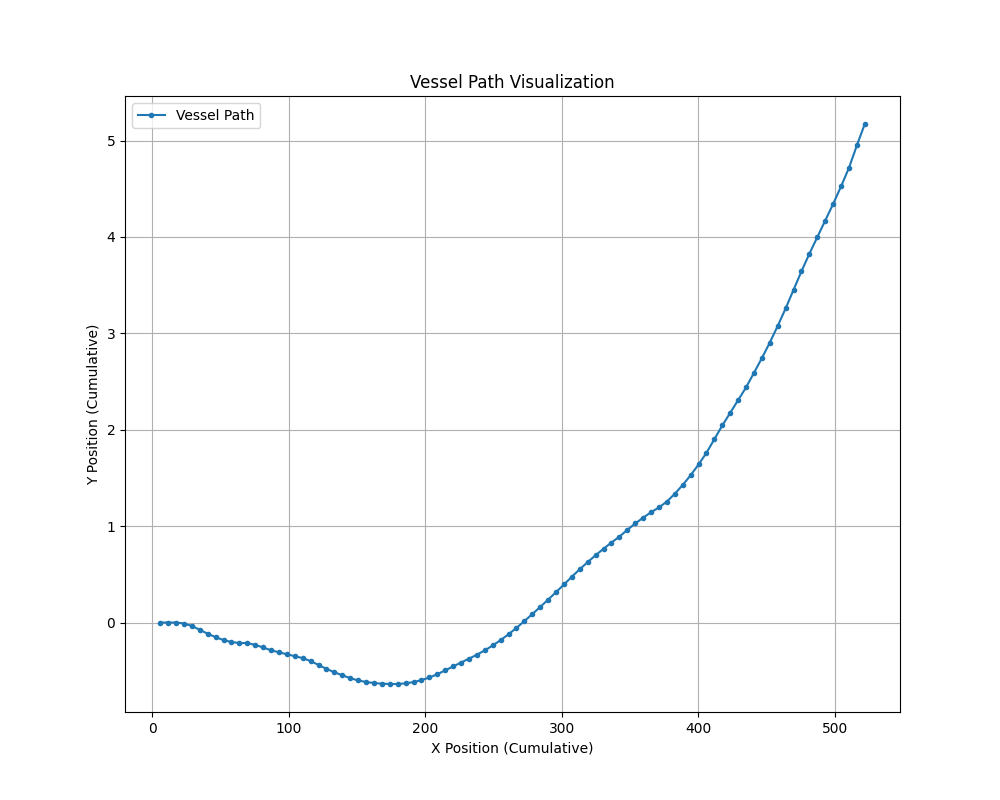 Vessel Path Visualization
Vessel Path
5
4
3
2
1
0
Y Position (Cumulative)
0 100 200 300 400 500
X Position (Cumulative)